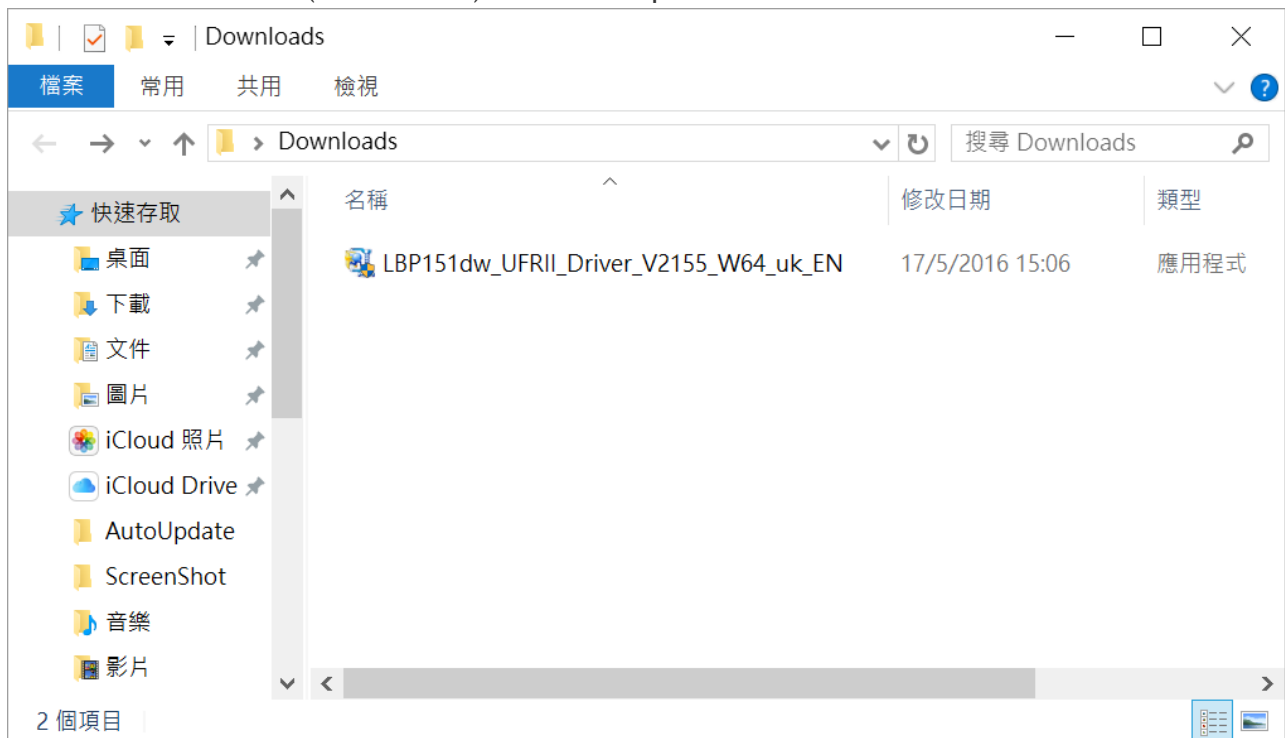 Downloads
檔案 常用 共用 檢視
Downloads 搜尋 Downloads
名稱 修改日期 類型
快速存取
桌面
LBP151dw_UFRII_Driver_V2155_W64_uk_EN 17/5/2016 15:06 應用程式
下載
文件
圖片
iCloud 照片
iCloud Drive
AutoUpdate
ScreenShot
音樂
影片
2 個項目